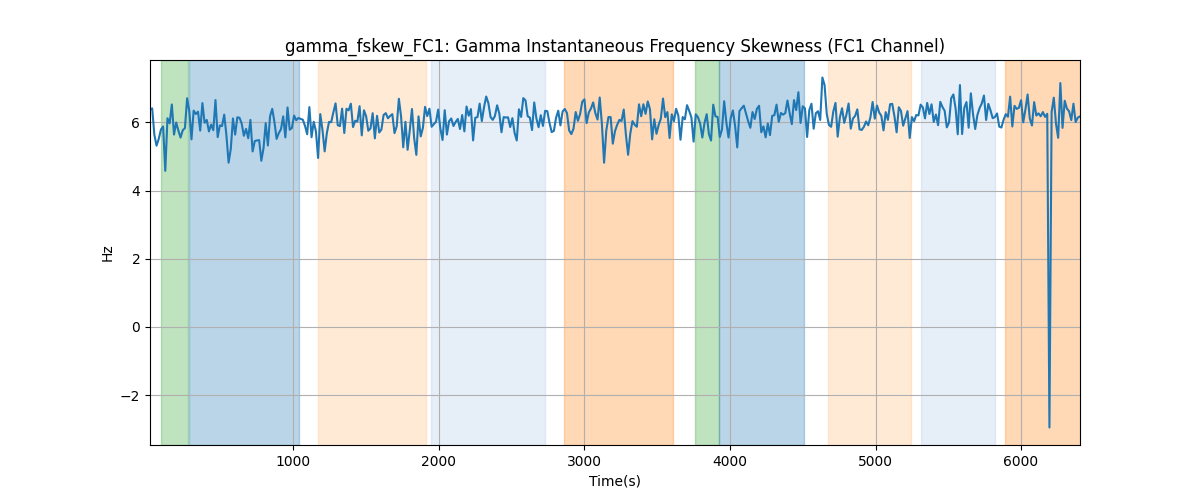 gamma_fskew_FC1: Gamma Instantaneous Frequency Skewness (FC1 Channel)
6
4
2
0
−2
Hz
1000 2000 3000 4000 5000 6000
Time(s)